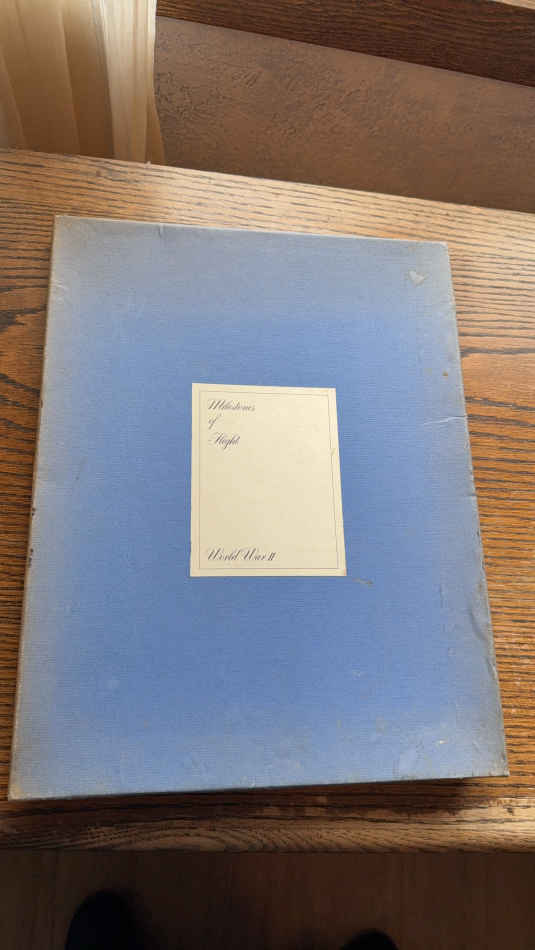 Milestones
of
Flight
World War II